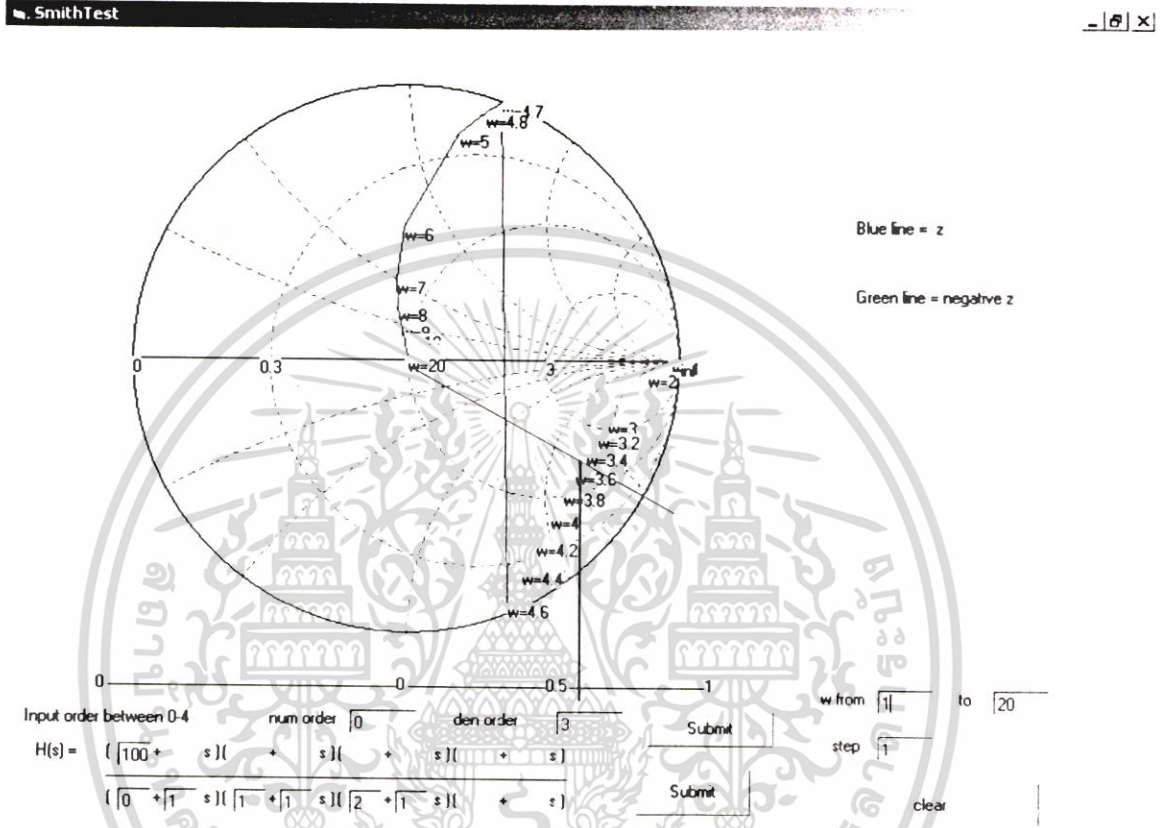 SmithTest
4.7
w=4.8
w=5
w=6
Blue line = z
w=7
Green line = negative z
w=8
9
10
0 0.3 w=20 3 inf
w=2
w=3
w=3.2
w=3.4
w=3.6
w=3.8
w=4
w=4.2
w=4.4
w=4.6
0 0 0.5 1
w from 1 to 20
Input order between 0-4 num order 0 den order 3 Submit
step 1
H(s) = ( 100 + s )( + s )( + s )( + s )
( 0 + 1 s )( 1 + 1 s )( 2 + 1 s )( + s ) Submit
clear